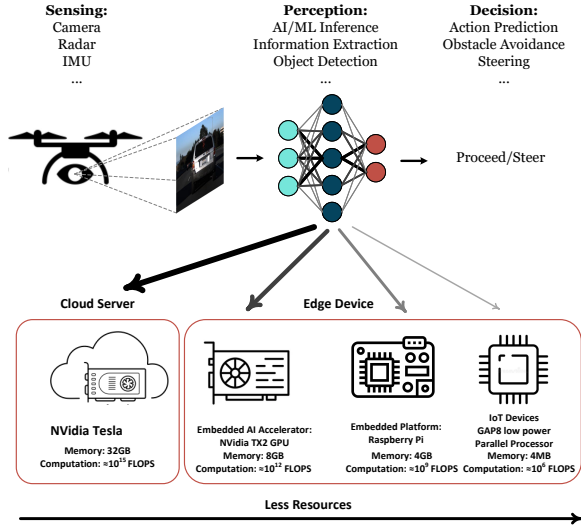 Sensing:
Camera
Radar
IMU
...
Perception:
AI/ML Inference
Information Extraction
Object Detection
...
Decision:
Action Prediction
Obstacle Avoidance
Steering
...
Proceed/Steer
Cloud Server
Edge Device
NVidia Tesla
Memory: 32GB
Computation: ≈10¹⁵ FLOPS
Embedded AI Accelerator:
NVidia TX2 GPU
Memory: 8GB
Computation: ≈10¹² FLOPS
Embedded Platform:
Raspberry Pi
Memory: 4GB
Computation: ≈10⁹ FLOPS
IoT Devices
GAP8 low power
Parallel Processor
Memory: 4MB
Computation: ≈10⁶ FLOPS
Less Resources